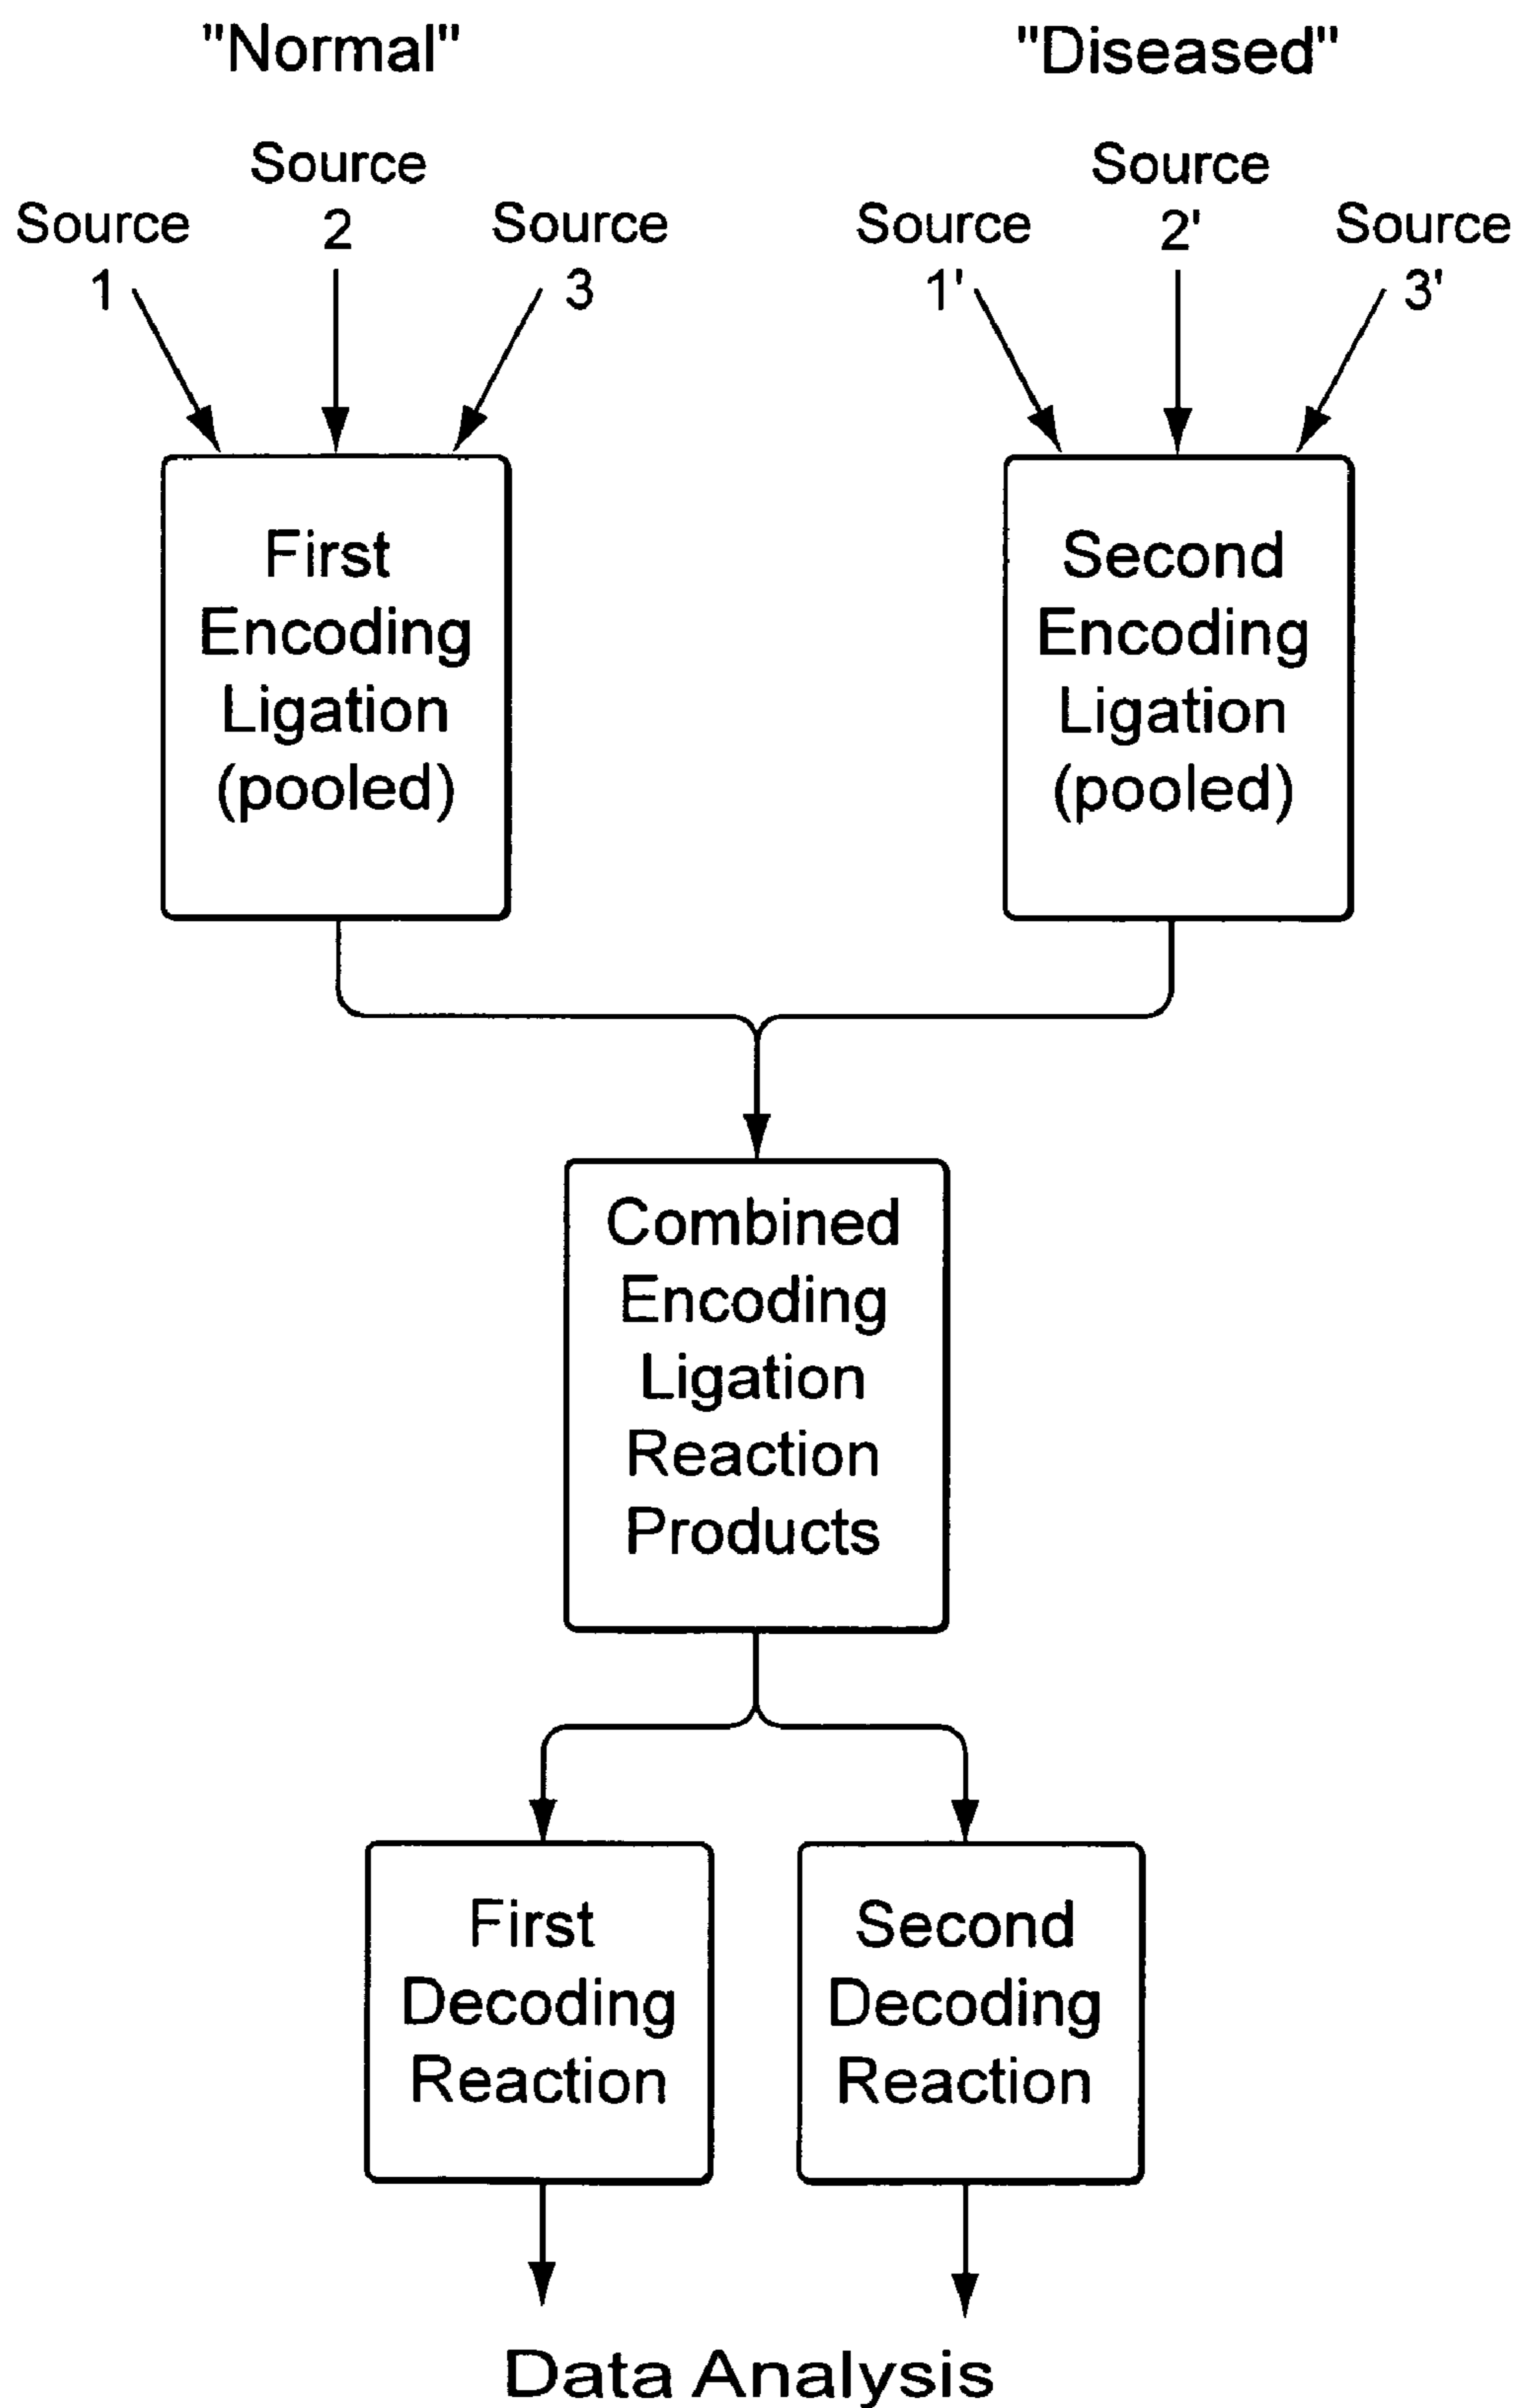 "Normal"
"Diseased"
Source
1
Source
2
Source
3
Source
1'
Source
2'
Source
3'
First
Encoding
Ligation
(pooled)
Second
Encoding
Ligation
(pooled)
Combined
Encoding
Ligation
Reaction
Products
First
Decoding
Reaction
Second
Decoding
Reaction
Data Analysis